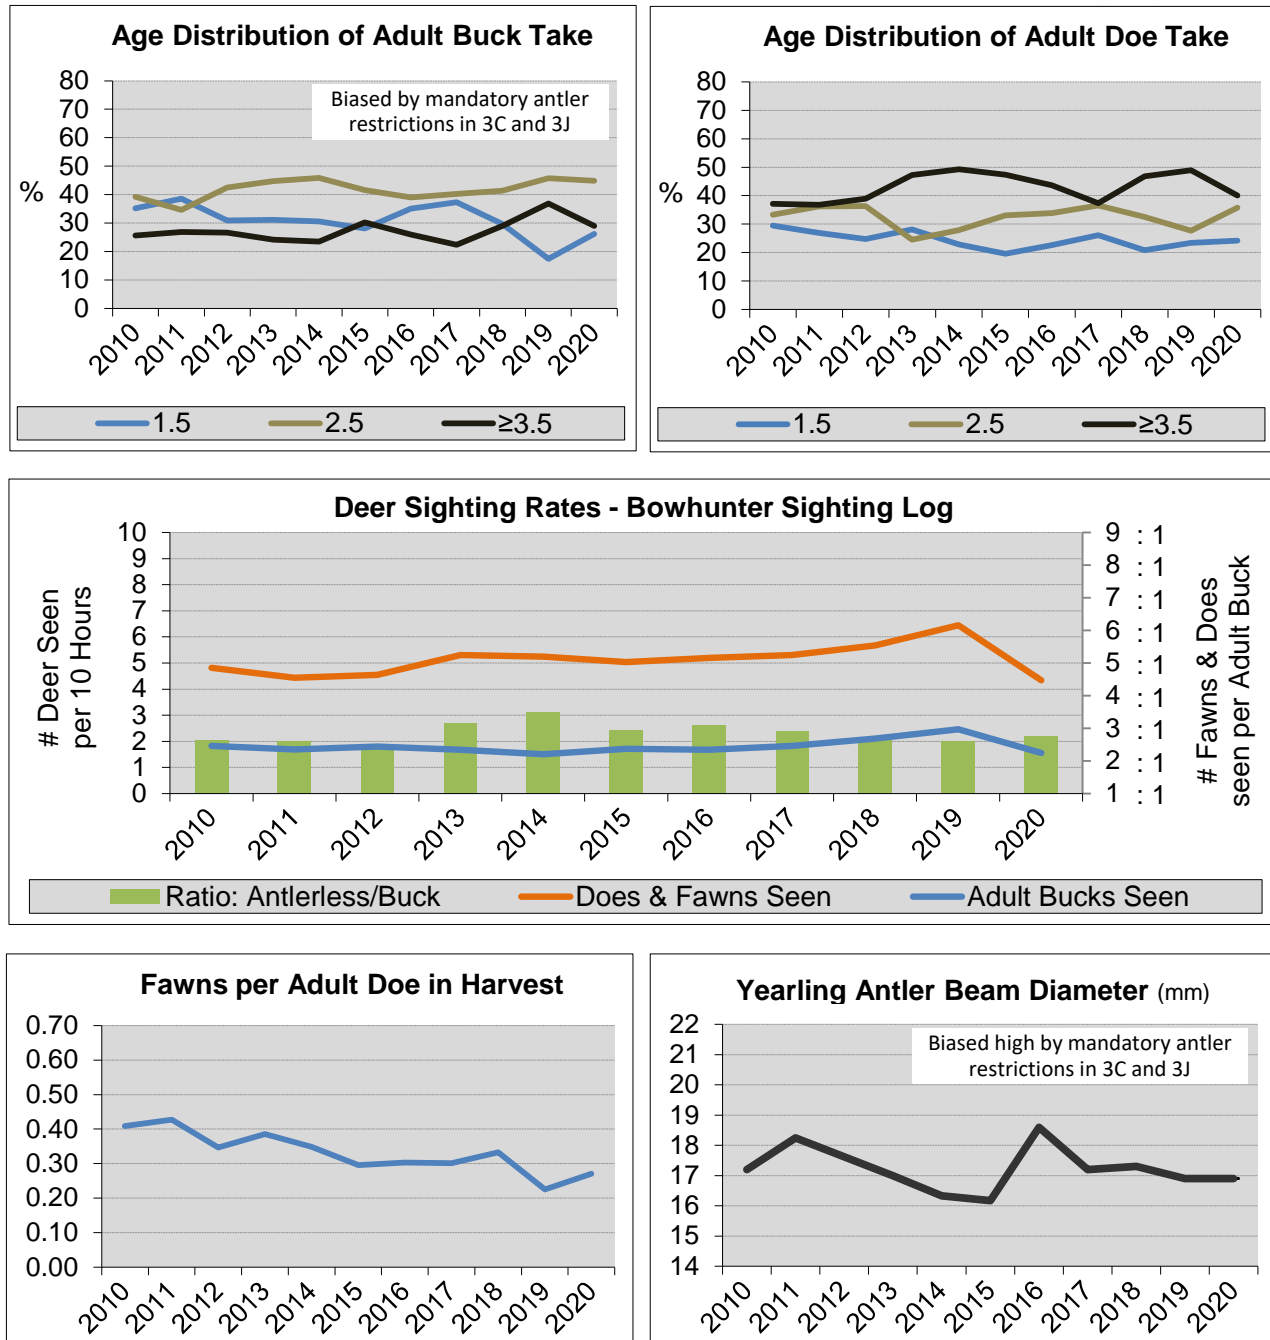 Age Distribution of Adult Buck Take
80
70
60
50
40
30
20
10
0
%
Biased by mandatory antler
restrictions in 3C and 3J
2010 2011 2012 2013 2014 2015 2016 2017 2018 2019 2020
1.5 2.5 ≥3.5
Age Distribution of Adult Doe Take
80
70
60
50
40
30
20
10
0
2010 2011 2012 2013 2014 2015 2016 2017 2018 2019 2020
1.5 2.5 ≥3.5
Deer Sighting Rates - Bowhunter Sighting Log
# Deer Seen
per 10 Hours
10
9
8
7
6
5
4
3
2
1
0
9 : 1
8 : 1
7 : 1
6 : 1
5 : 1
4 : 1
3 : 1
2 : 1
1 : 1
# Fawns & Does
seen per Adult Buck
2010 2011 2012 2013 2014 2015 2016 2017 2018 2019 2020
Ratio: Antlerless/Buck Does & Fawns Seen Adult Bucks Seen
Fawns per Adult Doe in Harvest
0.70
0.60
0.50
0.40
0.30
0.20
0.10
0.00
2010 2011 2012 2013 2014 2015 2016 2017 2018 2019 2020
Yearling Antler Beam Diameter (mm)
22
21
20
19
18
17
16
15
14
Biased high by mandatory antler
restrictions in 3C and 3J
2010 2011 2012 2013 2014 2015 2016 2017 2018 2019 2020